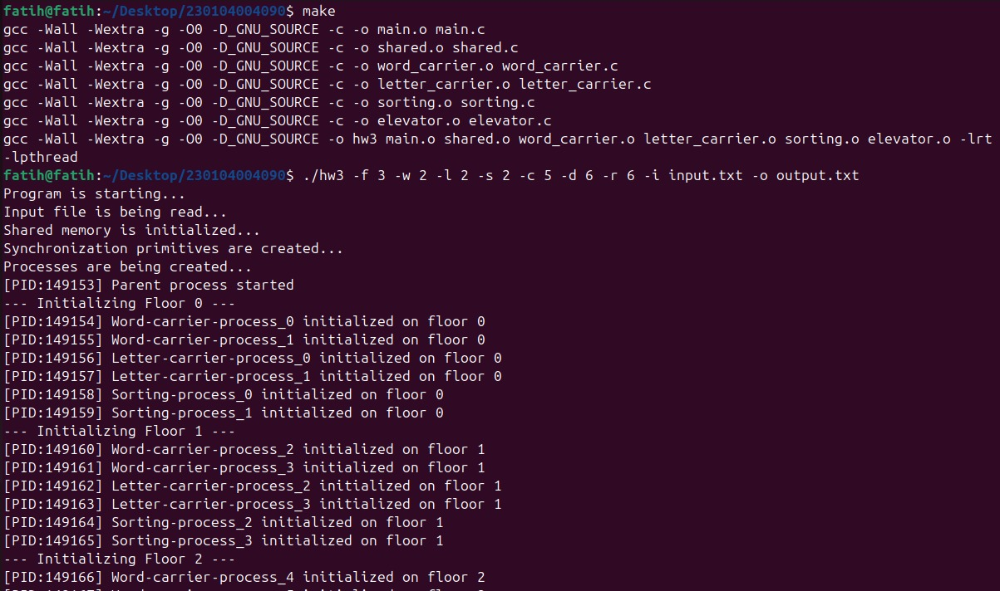 fatih@fatih:~/Desktop/230104004090$ make
gcc -Wall -Wextra -g -O0 -D_GNU_SOURCE -c -o main.o main.c
gcc -Wall -Wextra -g -O0 -D_GNU_SOURCE -c -o shared.o shared.c
gcc -Wall -Wextra -g -O0 -D_GNU_SOURCE -c -o word_carrier.o word_carrier.c
gcc -Wall -Wextra -g -O0 -D_GNU_SOURCE -c -o letter_carrier.o letter_carrier.c
gcc -Wall -Wextra -g -O0 -D_GNU_SOURCE -c -o sorting.o sorting.c
gcc -Wall -Wextra -g -O0 -D_GNU_SOURCE -c -o elevator.o elevator.c
gcc -Wall -Wextra -g -O0 -D_GNU_SOURCE -o hw3 main.o shared.o word_carrier.o letter_carrier.o sorting.o elevator.o -lrt
-lpthread
fatih@fatih:~/Desktop/230104004090$ ./hw3 -f 3 -w 2 -l 2 -s 2 -c 5 -d 6 -r 6 -i input.txt -o output.txt
Program is starting...
Input file is being read...
Shared memory is initialized...
Synchronization primitives are created...
Processes are being created...
[PID:149153] Parent process started
--- Initializing Floor 0 ---
[PID:149154] Word-carrier-process_0 initialized on floor 0
[PID:149155] Word-carrier-process_1 initialized on floor 0
[PID:149156] Letter-carrier-process_0 initialized on floor 0
[PID:149157] Letter-carrier-process_1 initialized on floor 0
[PID:149158] Sorting-process_0 initialized on floor 0
[PID:149159] Sorting-process_1 initialized on floor 0
--- Initializing Floor 1 ---
[PID:149160] Word-carrier-process_2 initialized on floor 1
[PID:149161] Word-carrier-process_3 initialized on floor 1
[PID:149162] Letter-carrier-process_2 initialized on floor 1
[PID:149163] Letter-carrier-process_3 initialized on floor 1
[PID:149164] Sorting-process_2 initialized on floor 1
[PID:149165] Sorting-process_3 initialized on floor 1
--- Initializing Floor 2 ---
[PID:149166] Word-carrier-process_4 initialized on floor 2